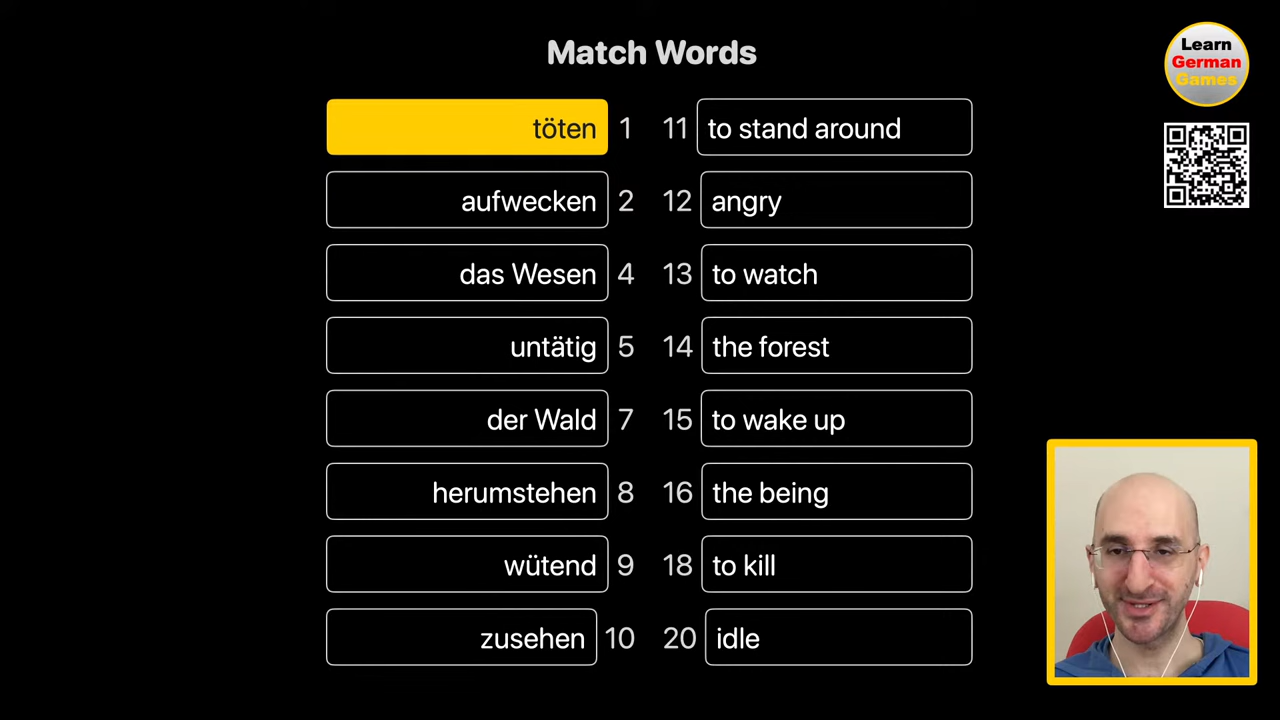 Match Words
Learn
German
Games
töten 1 11 to stand around
aufwecken 2 12 angry
das Wesen 4 13 to watch
untätig 5 14 the forest
der Wald 7 15 to wake up
herumstehen 8 16 the being
wütend 9 18 to kill
zusehen 10 20 idle